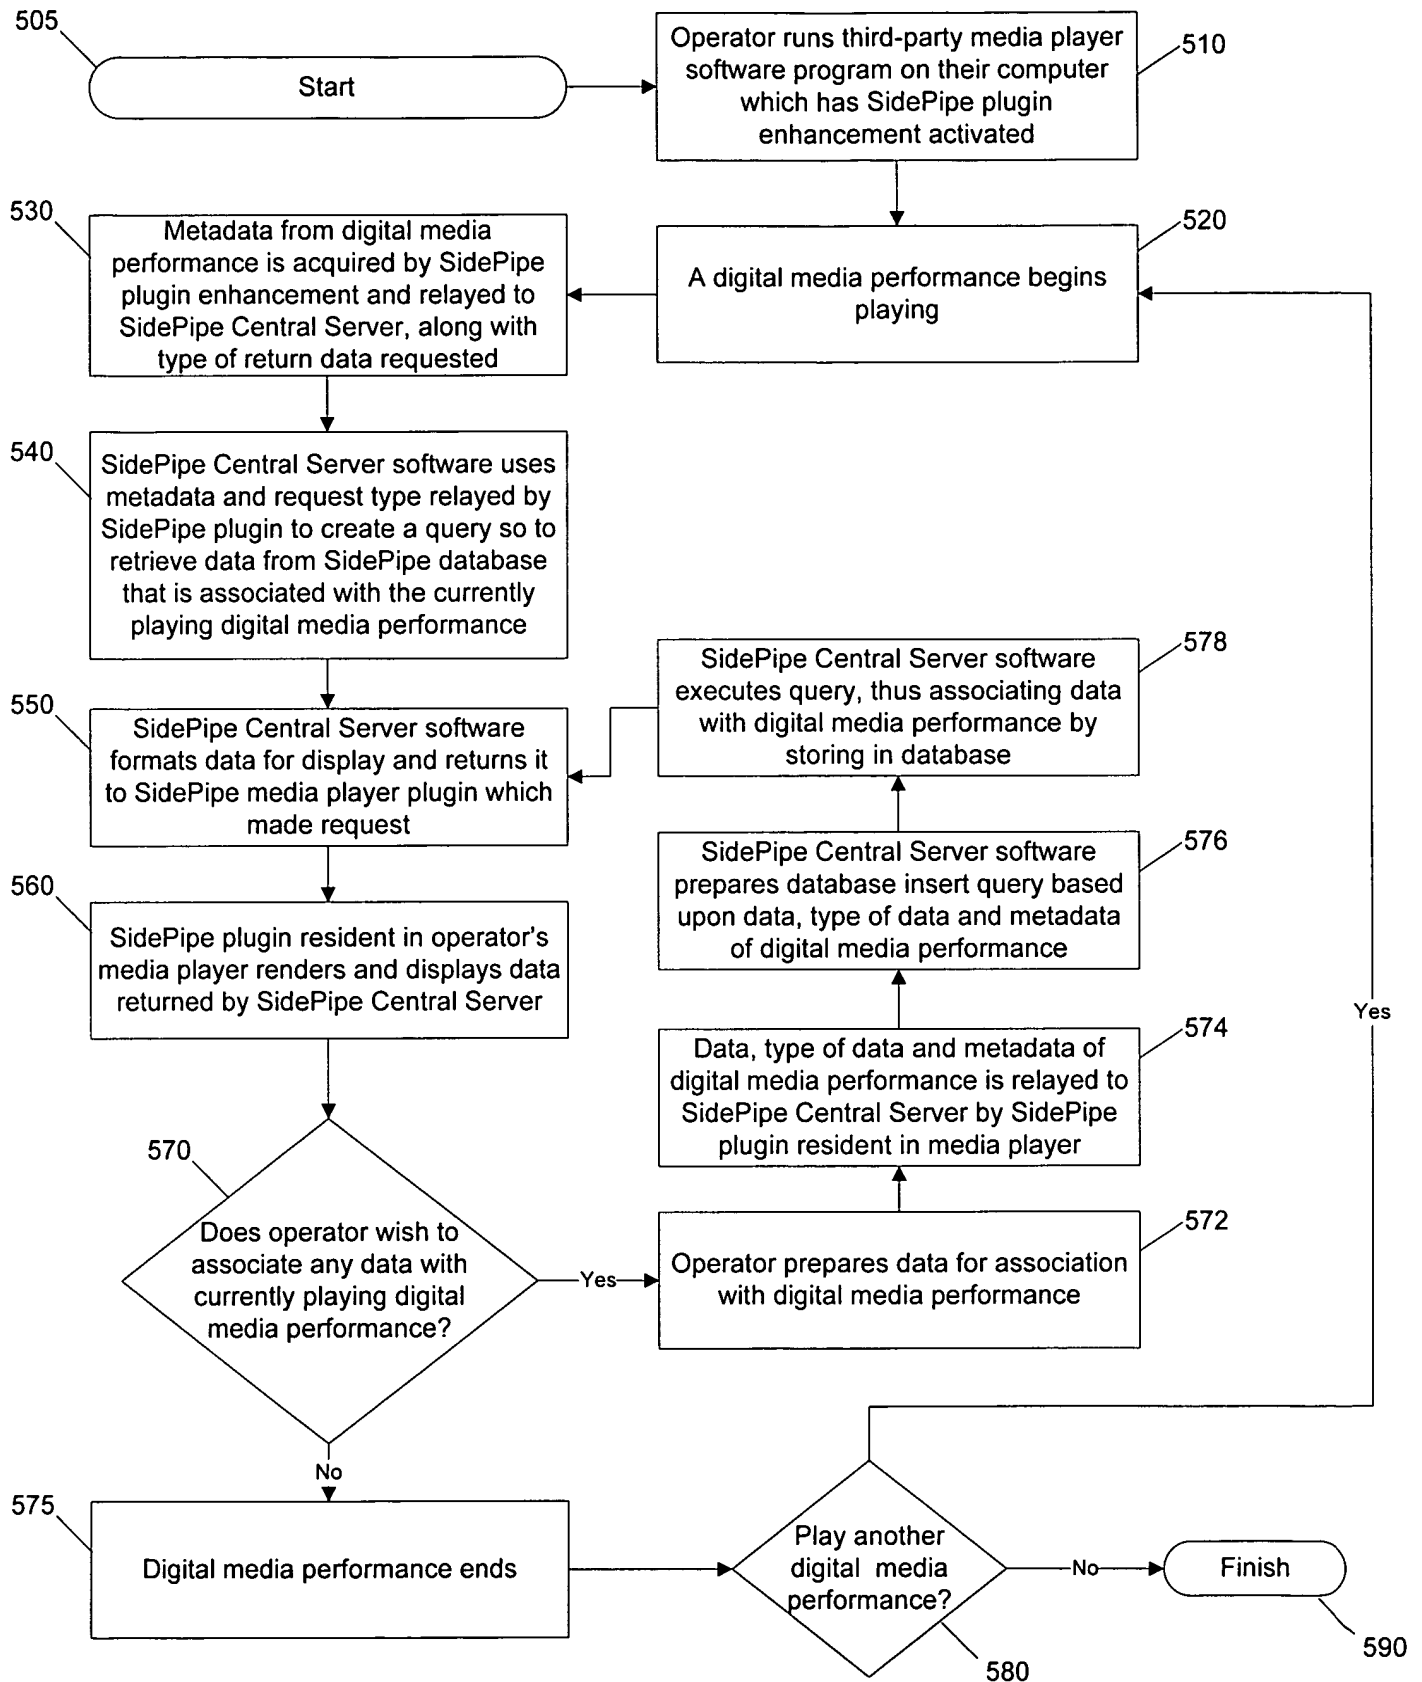 505
Start
Operator runs third-party media player
software program on their computer
which has SidePipe plugin
enhancement activated
510
520
A digital media performance begins
playing
530
Metadata from digital media
performance is acquired by SidePipe
plugin enhancement and relayed to
SidePipe Central Server, along with
type of return data requested
540
SidePipe Central Server software uses
metadata and request type relayed by
SidePipe plugin to create a query so to
retrieve data from SidePipe database
that is associated with the currently
playing digital media performance
550
SidePipe Central Server software
formats data for display and returns it
to SidePipe media player plugin which
made request
560
SidePipe plugin resident in operator's
media player renders and displays data
returned by SidePipe Central Server
570
Does operator wish to
associate any data with
currently playing digital
media performance?
Yes
572
Operator prepares data for association
with digital media performance
574
Data, type of data and metadata of
digital media performance is relayed to
SidePipe Central Server by SidePipe
plugin resident in media player
576
SidePipe Central Server software
prepares database insert query based
upon data, type of data and metadata
of digital media performance
578
SidePipe Central Server software
executes query, thus associating data
with digital media performance by
storing in database
No
575
Digital media performance ends
Play another
digital media
performance?
580
Yes
No
Finish
590